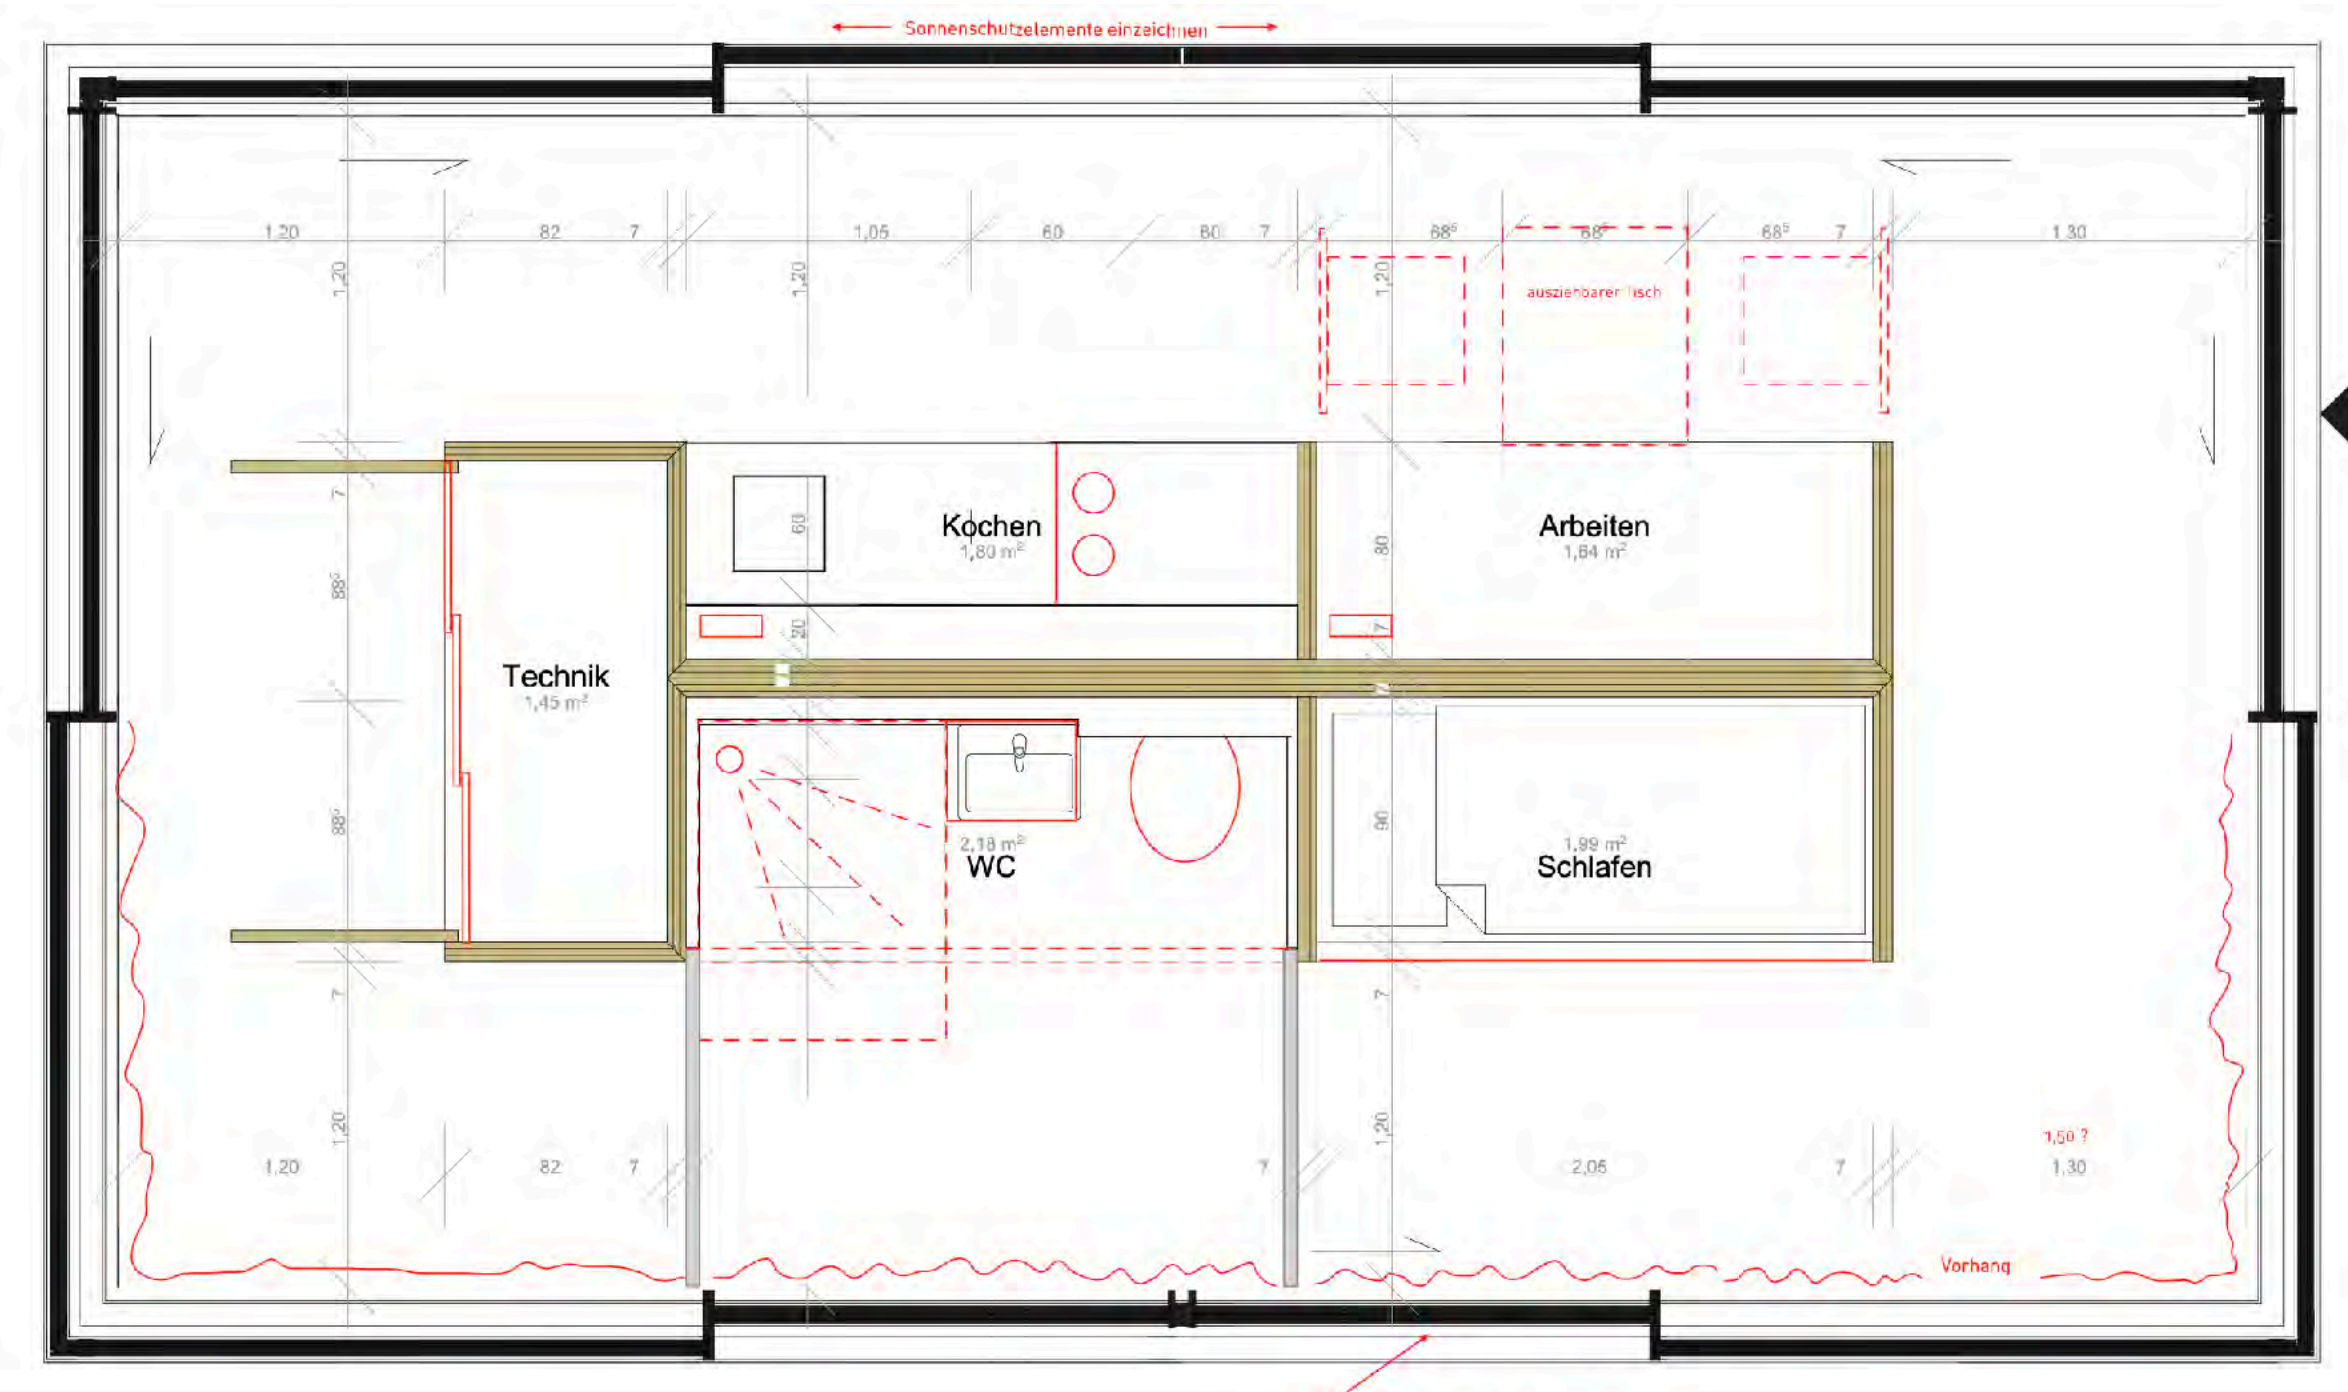 Sonnenschutzelemente einzeichnen
1,20 82 7 1,05 60 60 7 68⁵ 68⁵ 68⁵ 7 1,30
1,20 1,20 1,20
ausziehbarer Tisch
7 60 80
Kochen
1,80 m²
Arbeiten
1,64 m²
88⁵
20 7
Technik
1,45 m²
7 7
88⁵ 90
2,18 m²
WC
1,99 m²
Schlafen
7 7
1,20 1,20
1,50 ?
1,20 82 7 7 2,05 7 1,30
Vorhang